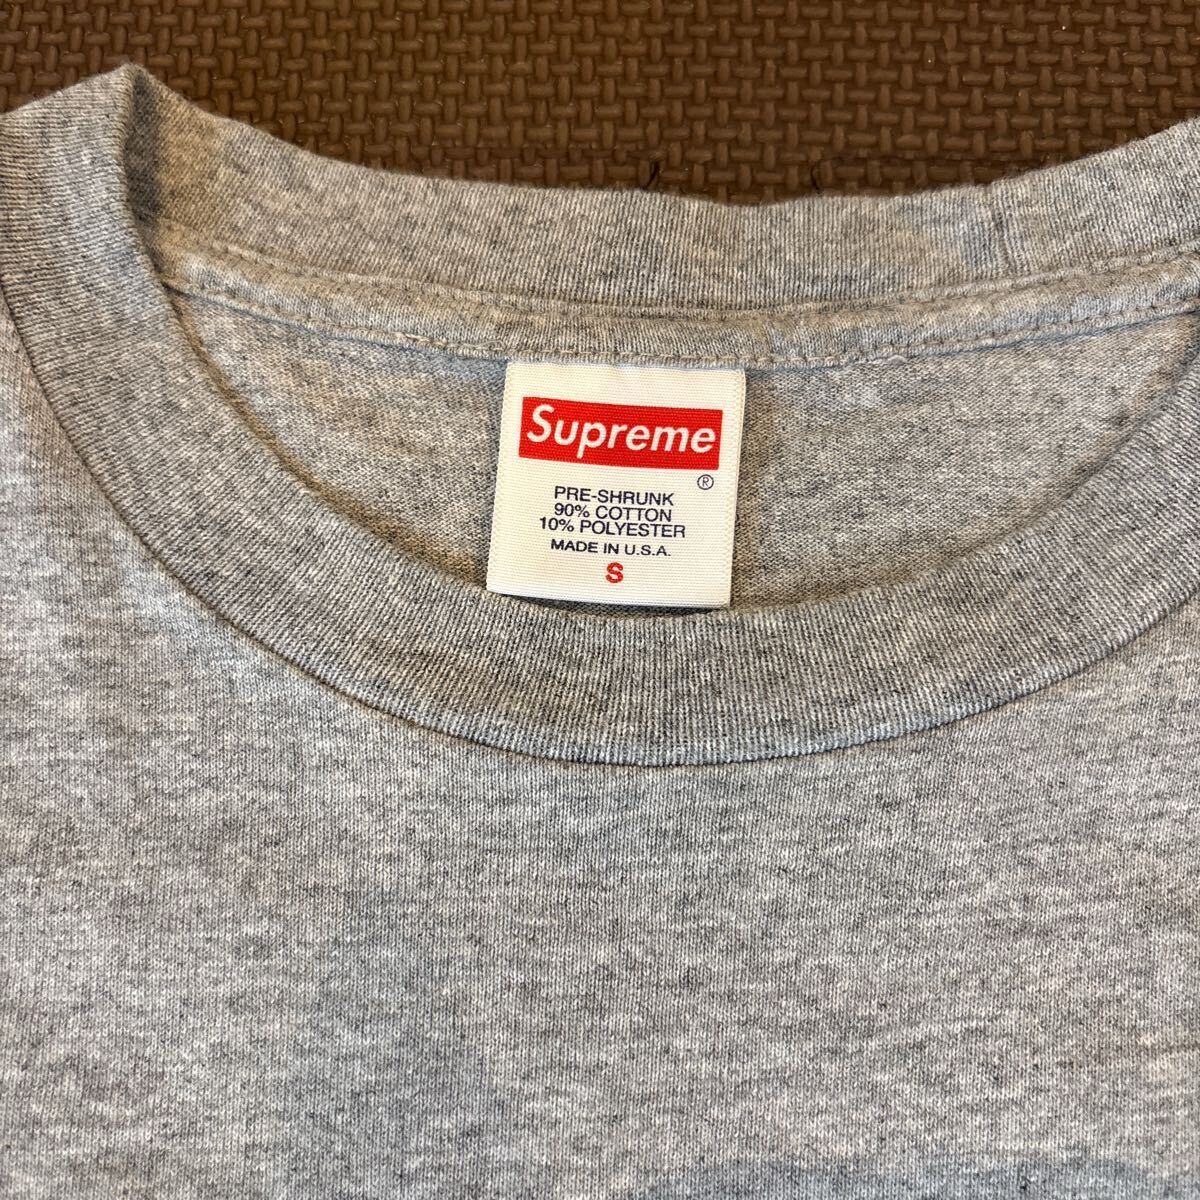 Supreme
®
PRE-SHRUNK
90% COTTON
10% POLYESTER
MADE IN U.S.A.
S